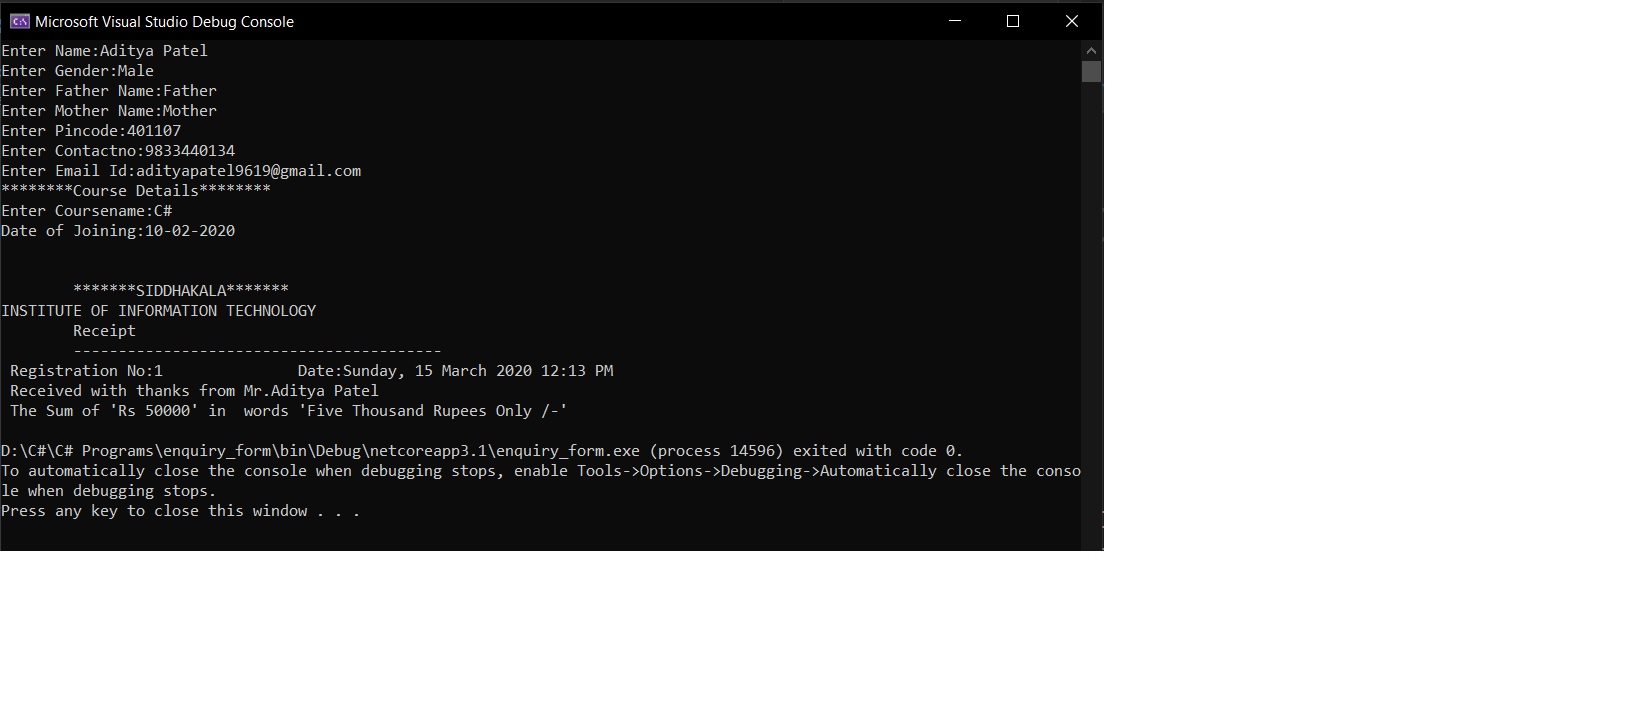 Microsoft Visual Studio Debug Console
Enter Name:Aditya Patel
Enter Gender:Male
Enter Father Name:Father
Enter Mother Name:Mother
Enter Pincode:401107
Enter Contactno:9833440134
Enter Email Id:adityapatel9619@gmail.com
********Course Details********
Enter Coursename:C#
Date of Joining:10-02-2020
*******SIDDHAKALA*******
INSTITUTE OF INFORMATION TECHNOLOGY
Receipt
-----------------------------------------
Registration No:1 Date:Sunday, 15 March 2020 12:13 PM
Received with thanks from Mr.Aditya Patel
The Sum of 'Rs 50000' in  words 'Five Thousand Rupees Only /-'
D:\C#\C# Programs\enquiry_form\bin\Debug\netcoreapp3.1\enquiry_form.exe (process 14596) exited with code 0.
To automatically close the console when debugging stops, enable Tools->Options->Debugging->Automatically close the conso
le when debugging stops.
Press any key to close this window . . .